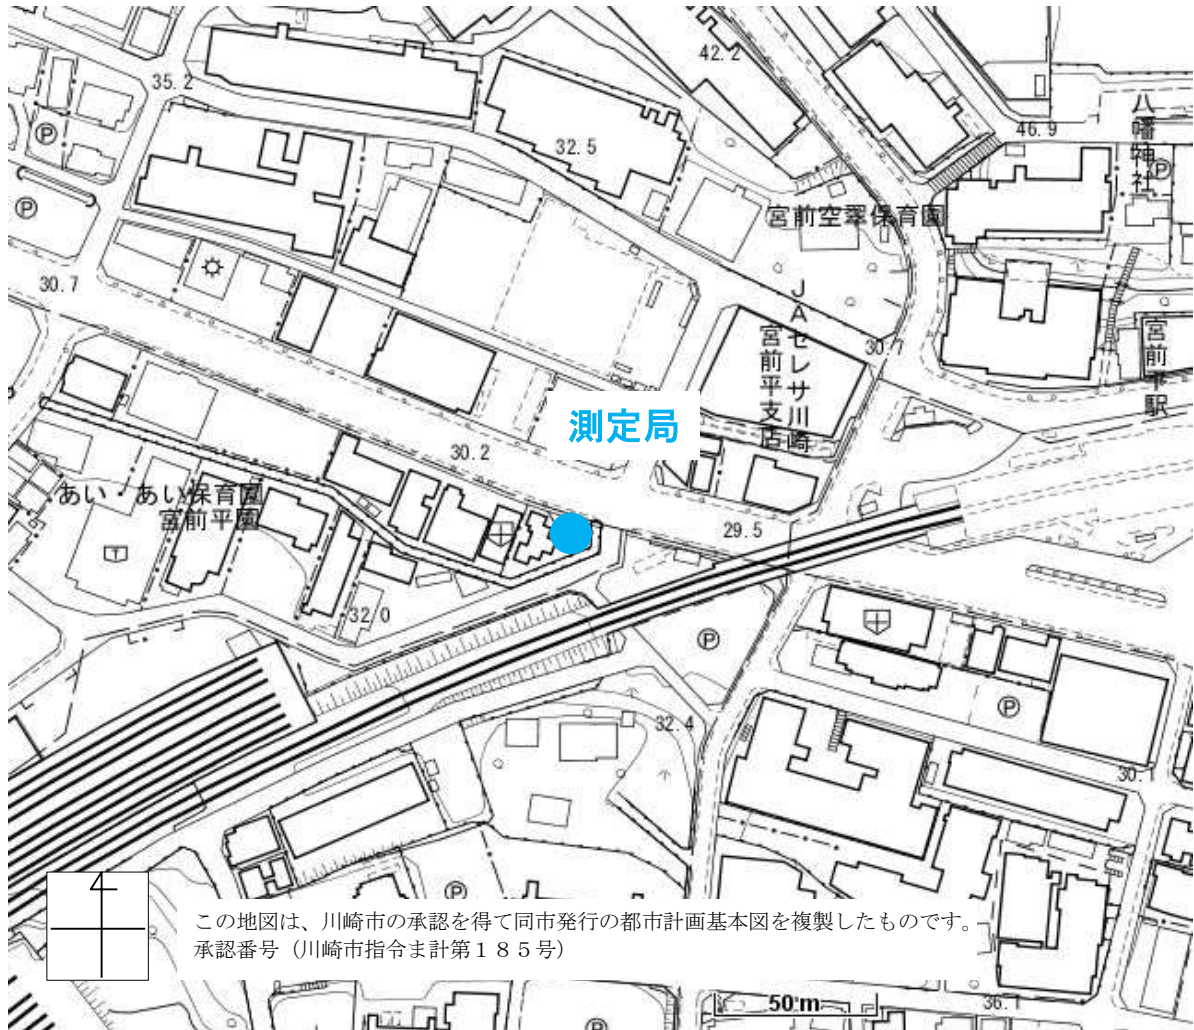 42.2
35.2
八幡神社
46.9
32.5
Ⓟ
Ⓟ
Ⓟ
宮前空翠保育園
30.7
JAセレサ川崎
宮前平支店
宮前平駅
測定局
30.2
あい・あい保育園
宮前平園
29.5
32.0
Ⓟ
32.4
Ⓟ
30.1
Ⓟ
この地図は、川崎市の承認を得て同市発行の都市計画基本図を複製したものです。
承認番号（川崎市指令ま計第185号）
50 m
36.1
Ⓟ